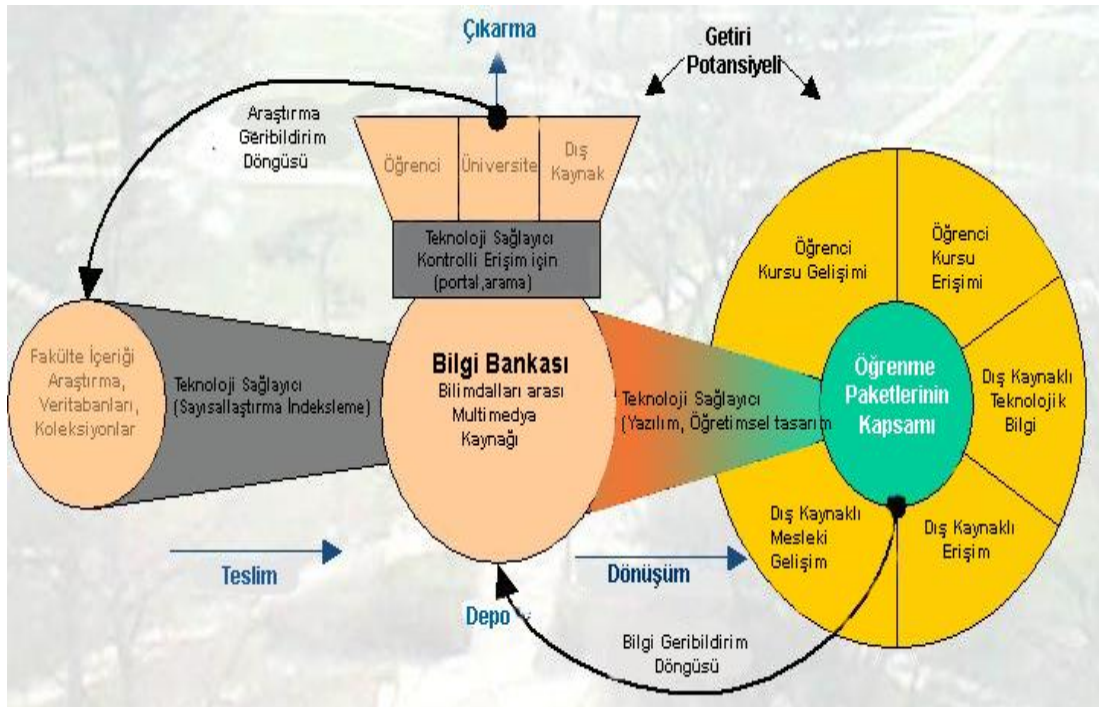 Çıkarma
Getiri
Potansiyeli
Araştırma
Geribildirim
Döngüsü
Öğrenci
Üniversite
Dış
Kaynak
Teknoloji Sağlayıcı
Kontrolli Erişim için
(portal,arama)
Fakülte İçeriği
Araştırma,
Veritabanları,
Koleksiyonlar
Teknoloji Sağlayıcı
(Sayısallaştırma İndeksleme)
Bilgi Bankası
Bilimdalları arası
Multimedya
Kaynağı
Teknoloji Sağlayıcı
(Yazılım, Öğretimsel tasarım
Öğrenci
Kursu Gelişimi
Öğrenci
Kursu
Erişimi
Öğrenme
Paketlerinin
Kapsamı
Dış Kaynaklı
Teknolojik
Bilgi
Dış Kaynaklı
Mesleki
Gelişim
Dış Kaynaklı
Erişim
Teslim
Dönüşüm
Depo
Bilgi Geribildirim
Döngüsü